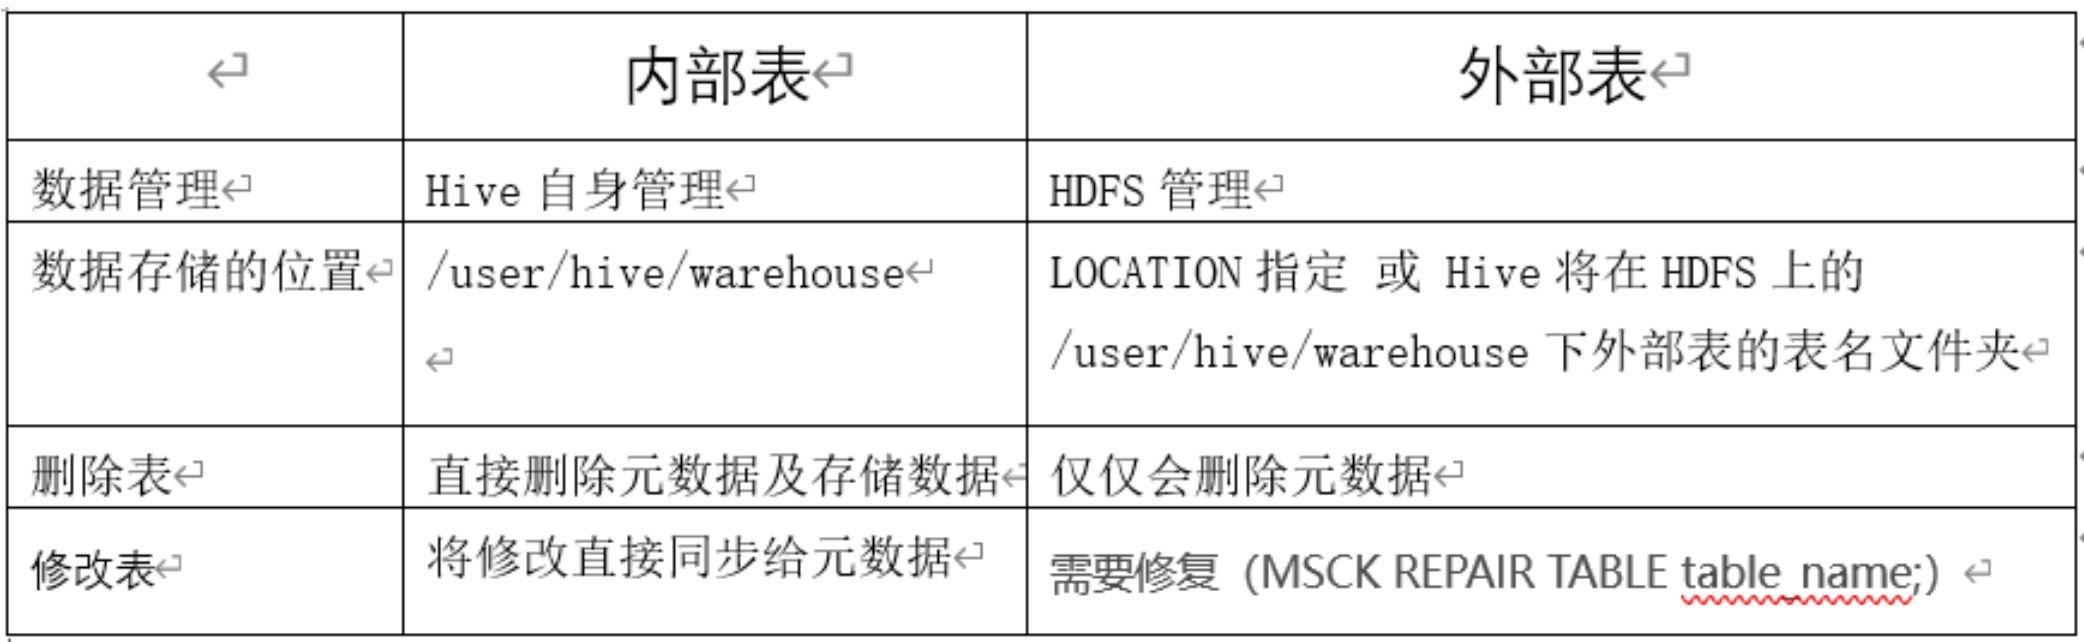 内部表 外部表
数据管理 Hive 自身管理 HDFS 管理
数据存储的位置 /user/hive/warehouse LOCATION 指定 或 Hive 将在 HDFS 上的
/user/hive/warehouse 下外部表的表名文件夹
删除表 直接删除元数据及存储数据 仅仅会删除元数据
修改表 将修改直接同步给元数据 需要修复（MSCK REPAIR TABLE table_name;）